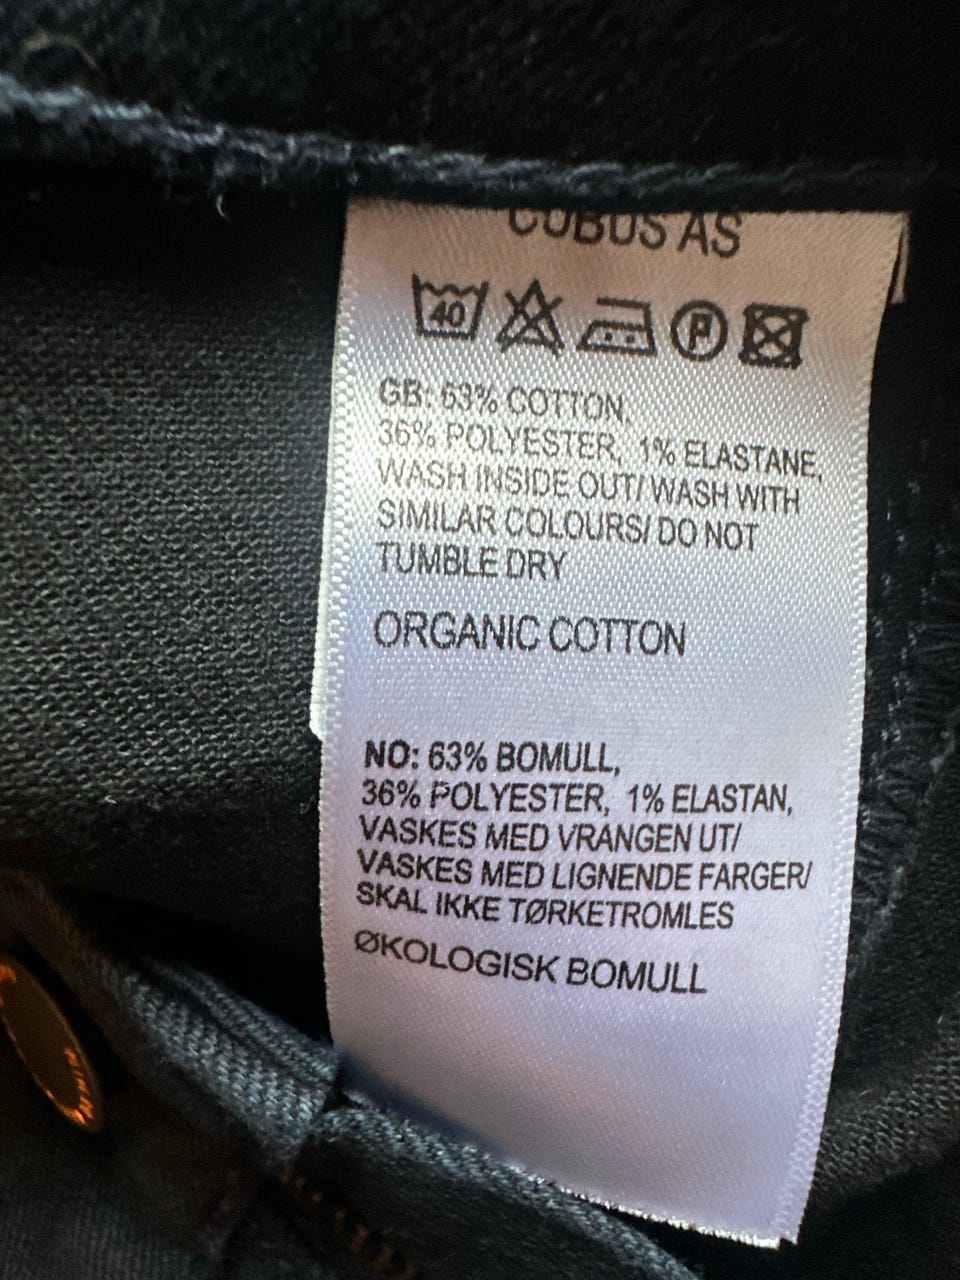 CUBUS AS
40
P
GB: 63% COTTON,
36% POLYESTER, 1% ELASTANE,
WASH INSIDE OUT/ WASH WITH
SIMILAR COLOURS/ DO NOT
TUMBLE DRY
ORGANIC COTTON
NO: 63% BOMULL,
36% POLYESTER, 1% ELASTAN,
VASKES MED VRANGEN UT/
VASKES MED LIGNENDE FARGER/
SKAL IKKE TØRKETROMLES
ØKOLOGISK BOMULL